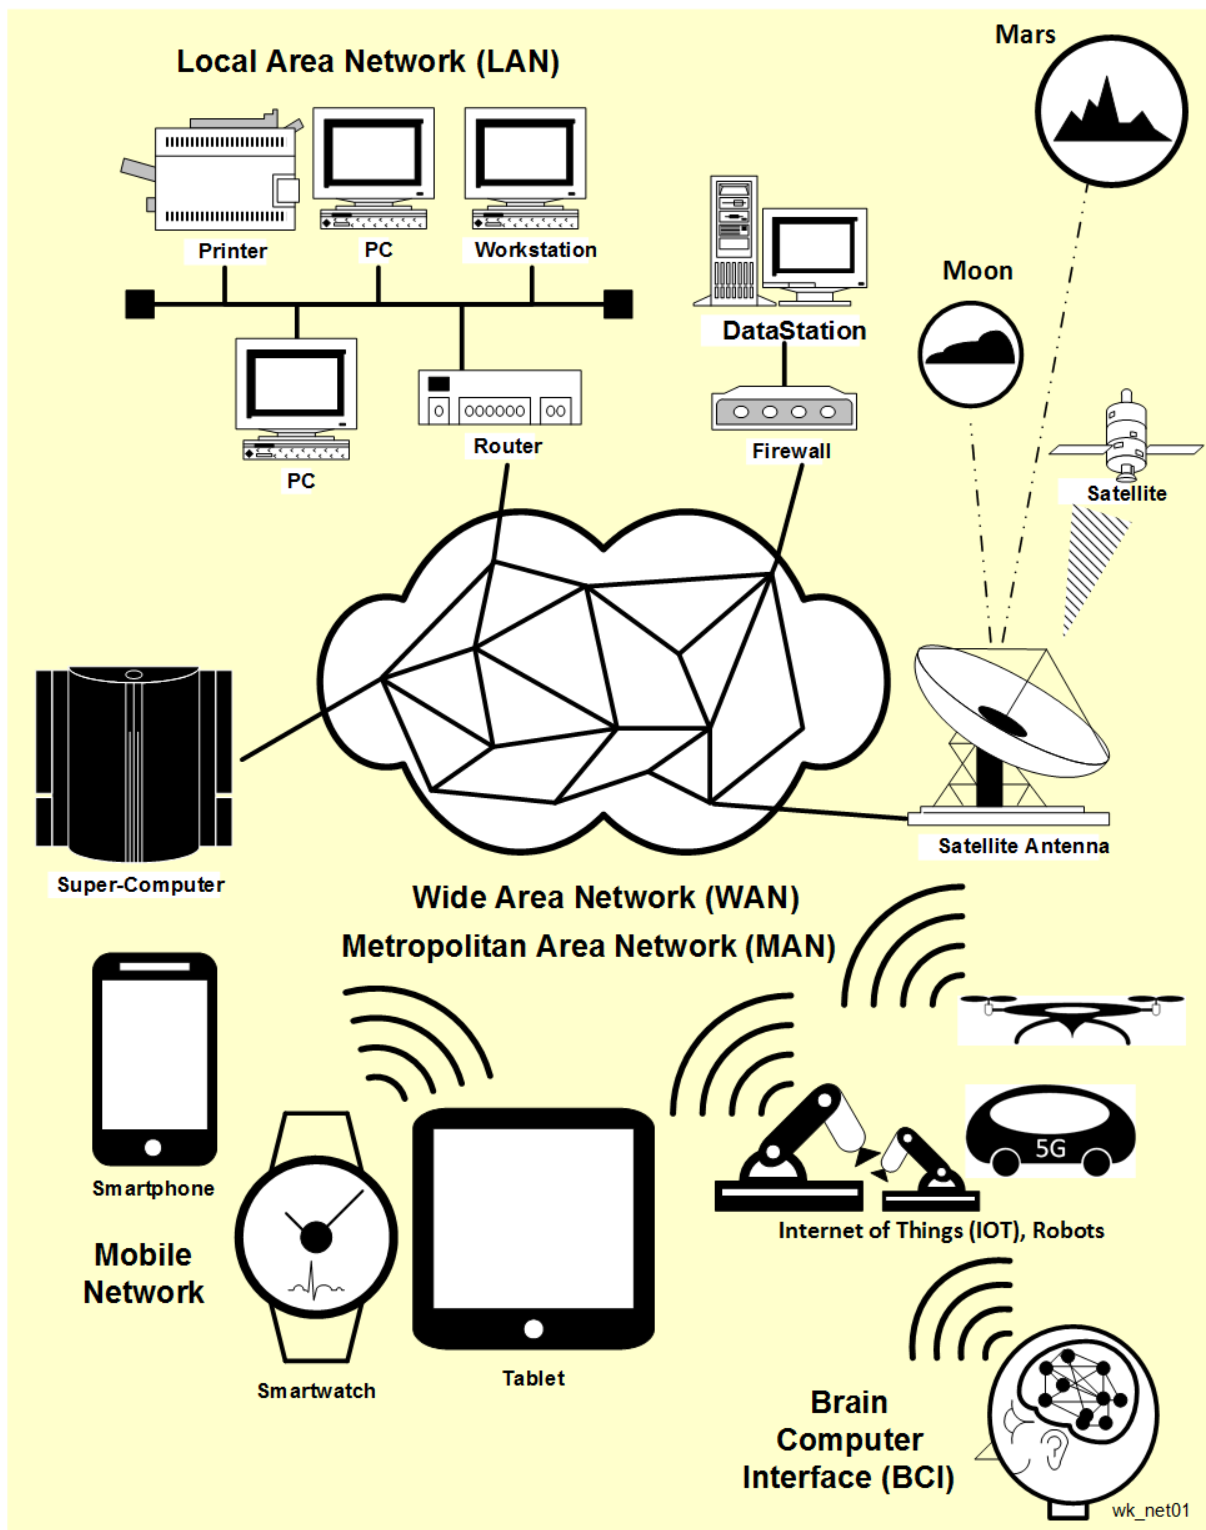 Local Area Network (LAN)
Mars
Printer
PC
Workstation
Moon
DataStation
PC
Router
Firewall
Satellite
Super-Computer
Satellite Antenna
Wide Area Network (WAN)
Metropolitan Area Network (MAN)
5G
Smartphone
Internet of Things (IOT), Robots
Mobile
Network
Smartwatch
Tablet
Brain
Computer
Interface (BCI)
wk_net01